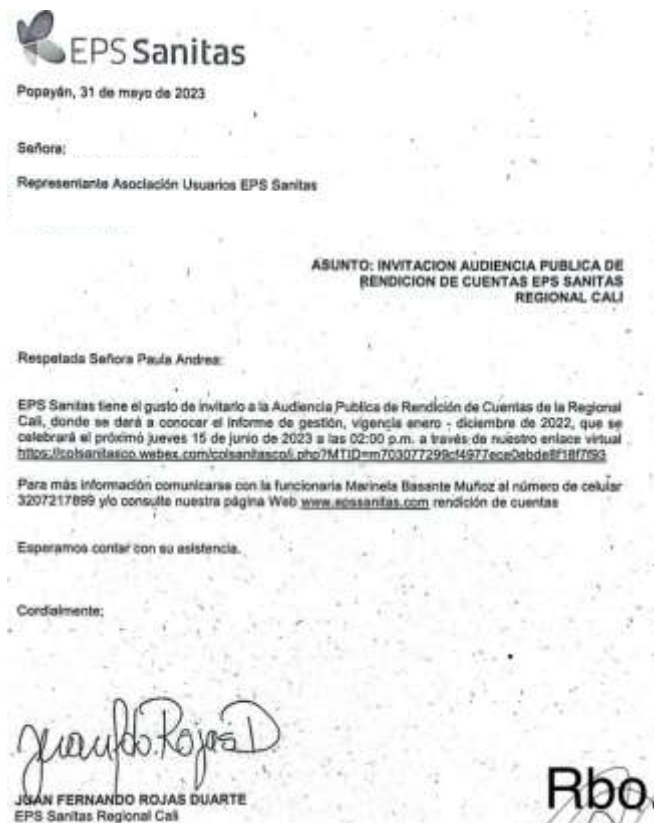 EPS Sanitas
Popayán, 31 de mayo de 2023
Señora:
Representante Asociación Usuarios EPS Sanitas
ASUNTO: INVITACION AUDIENCIA PUBLICA DE
RENDICION DE CUENTAS EPS SANITAS
REGIONAL CALI
Respetada Señora Paula Andrea:
EPS Sanitas tiene el gusto de invitarlo a la Audiencia Publica de Rendición de Cuentas de la Regional
Cali, donde se dará a conocer el informe de gestión, vigencia enero - diciembre de 2022, que se
celebrará el próximo jueves 15 de junio de 2023 a las 02:00 p.m. a través de nuestro enlace virtual
Para más información comunicarse con la funcionaria Marinela Basante Muñoz al número de celular
3207217899 y/o consulte nuestra página Web www.epssanitas.com rendición de cuentas
Esperamos contar con su asistencia.
Cordialmente;
Juan Fdo. Rojas D
JUAN FERNANDO ROJAS DUARTE
EPS Sanitas Regional Cali
Rbo.